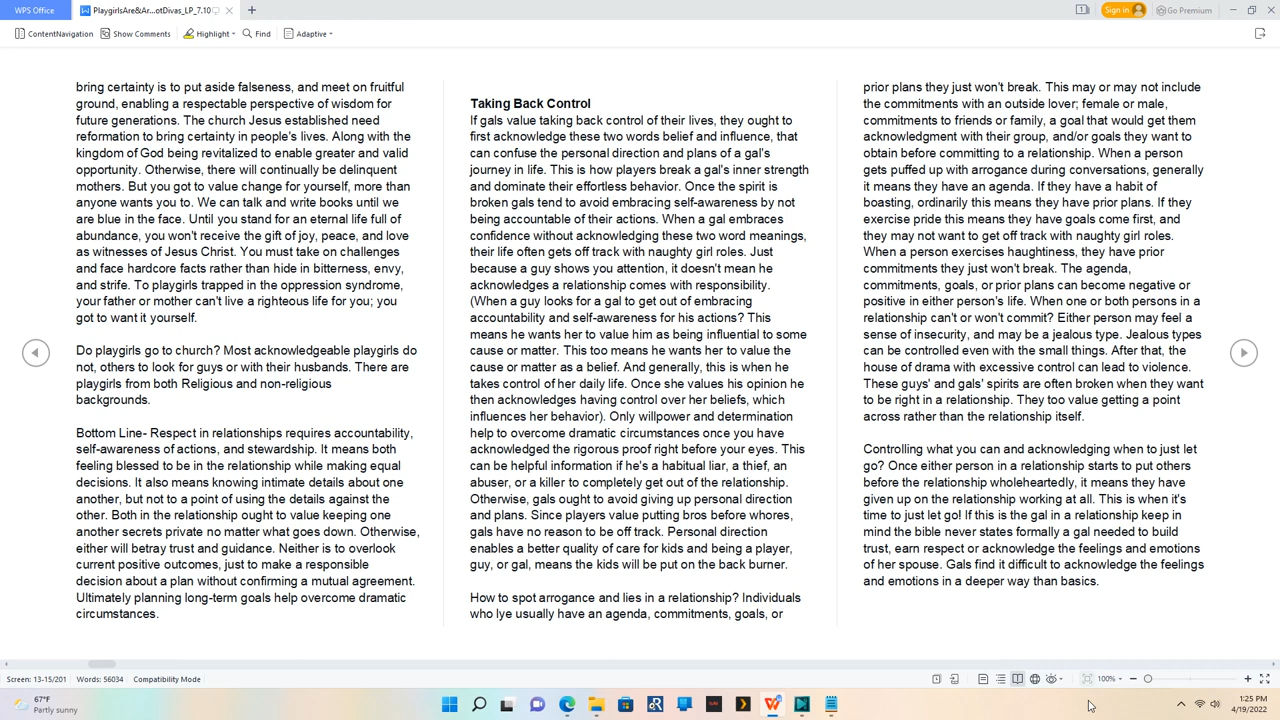 WPS Office
PlaygirlsAre&Ar...otDivas_LP_7.10
Sign in
Go Premium
ContentNavigation
Show Comments
Highlight
Find
Adaptive
bring certainty is to put aside falseness, and meet on fruitful
ground, enabling a respectable perspective of wisdom for
future generations. The church Jesus established need
reformation to bring certainty in people's lives. Along with the
kingdom of God being revitalized to enable greater and valid
opportunity. Otherwise, there will continually be delinquent
mothers. But you got to value change for yourself, more than
anyone wants you to. We can talk and write books until we
are blue in the face. Until you stand for an eternal life full of
abundance, you won't receive the gift of joy, peace, and love
as witnesses of Jesus Christ. You must take on challenges
and face hardcore facts rather than hide in bitterness, envy,
and strife. To playgirls trapped in the oppression syndrome,
your father or mother can't live a righteous life for you; you
got to want it yourself.
Do playgirls go to church? Most acknowledgeable playgirls do
not, others to look for guys or with their husbands. There are
playgirls from both Religious and non-religious
backgrounds.
Bottom Line- Respect in relationships requires accountability,
self-awareness of actions, and stewardship. It means both
feeling blessed to be in the relationship while making equal
decisions. It also means knowing intimate details about one
another, but not to a point of using the details against the
other. Both in the relationship ought to value keeping one
another secrets private no matter what goes down. Otherwise,
either will betray trust and guidance. Neither is to overlook
current positive outcomes, just to make a responsible
decision about a plan without confirming a mutual agreement.
Ultimately planning long-term goals help overcome dramatic
circumstances.
Taking Back Control
If gals value taking back control of their lives, they ought to
first acknowledge these two words belief and influence, that
can confuse the personal direction and plans of a gal's
journey in life. This is how players break a gal's inner strength
and dominate their effortless behavior. Once the spirit is
broken gals tend to avoid embracing self-awareness by not
being accountable of their actions. When a gal embraces
confidence without acknowledging these two word meanings,
their life often gets off track with naughty girl roles. Just
because a guy shows you attention, it doesn't mean he
acknowledges a relationship comes with responsibility.
(When a guy looks for a gal to get out of embracing
accountability and self-awareness for his actions? This
means he wants her to value him as being influential to some
cause or matter. This too means he wants her to value the
cause or matter as a belief. And generally, this is when he
takes control of her daily life. Once she values his opinion he
then acknowledges having control over her beliefs, which
influences her behavior). Only willpower and determination
help to overcome dramatic circumstances once you have
acknowledged the rigorous proof right before your eyes. This
can be helpful information if he's a habitual liar, a thief, an
abuser, or a killer to completely get out of the relationship.
Otherwise, gals ought to avoid giving up personal direction
and plans. Since players value putting bros before whores,
gals have no reason to be off track. Personal direction
enables a better quality of care for kids and being a player,
guy, or gal, means the kids will be put on the back burner.
How to spot arrogance and lies in a relationship? Individuals
who lye usually have an agenda, commitments, goals, or
prior plans they just won't break. This may or may not include
the commitments with an outside lover; female or male,
commitments to friends or family, a goal that would get them
acknowledgment with their group, and/or goals they want to
obtain before committing to a relationship. When a person
gets puffed up with arrogance during conversations, generally
it means they have an agenda. If they have a habit of
boasting, ordinarily this means they have prior plans. If they
exercise pride this means they have goals come first, and
they may not want to get off track with naughty girl roles.
When a person exercises haughtiness, they have prior
commitments they just won't break. The agenda,
commitments, goals, or prior plans can become negative or
positive in either person's life. When one or both persons in a
relationship can't or won't commit? Either person may feel a
sense of insecurity, and may be a jealous type. Jealous types
can be controlled even with the small things. After that, the
house of drama with excessive control can lead to violence.
These guys' and gals' spirits are often broken when they want
to be right in a relationship. They too value getting a point
across rather than the relationship itself.
Controlling what you can and acknowledging when to just let
go? Once either person in a relationship starts to put others
before the relationship wholeheartedly, it means they have
given up on the relationship working at all. This is when it's
time to just let go! If this is the gal in a relationship keep in
mind the bible never states formally a gal needed to build
trust, earn respect or acknowledge the feelings and emotions
of her spouse. Gals find it difficult to acknowledge the feelings
and emotions in a deeper way than basics.
Screen: 13-15/201
Words: 56034
Compatibility Mode
100%
67°F
Partly sunny
1:25 PM
4/19/2022